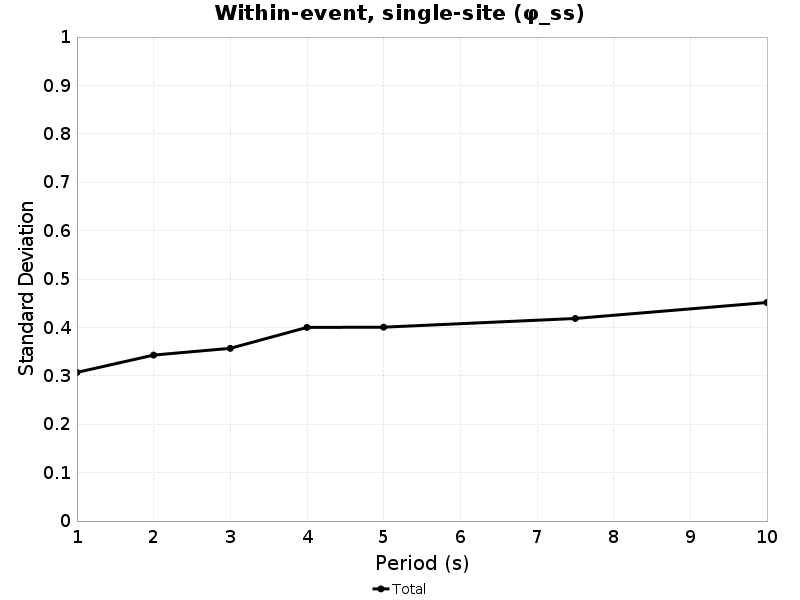 Within-event, single-site (φ_ss)
1
0.9
0.8
0.7
0.6
0.5
0.4
0.3
0.2
0.1
0
Standard Deviation
1 2 3 4 5 6 7 8 9 10
Period (s)
Total